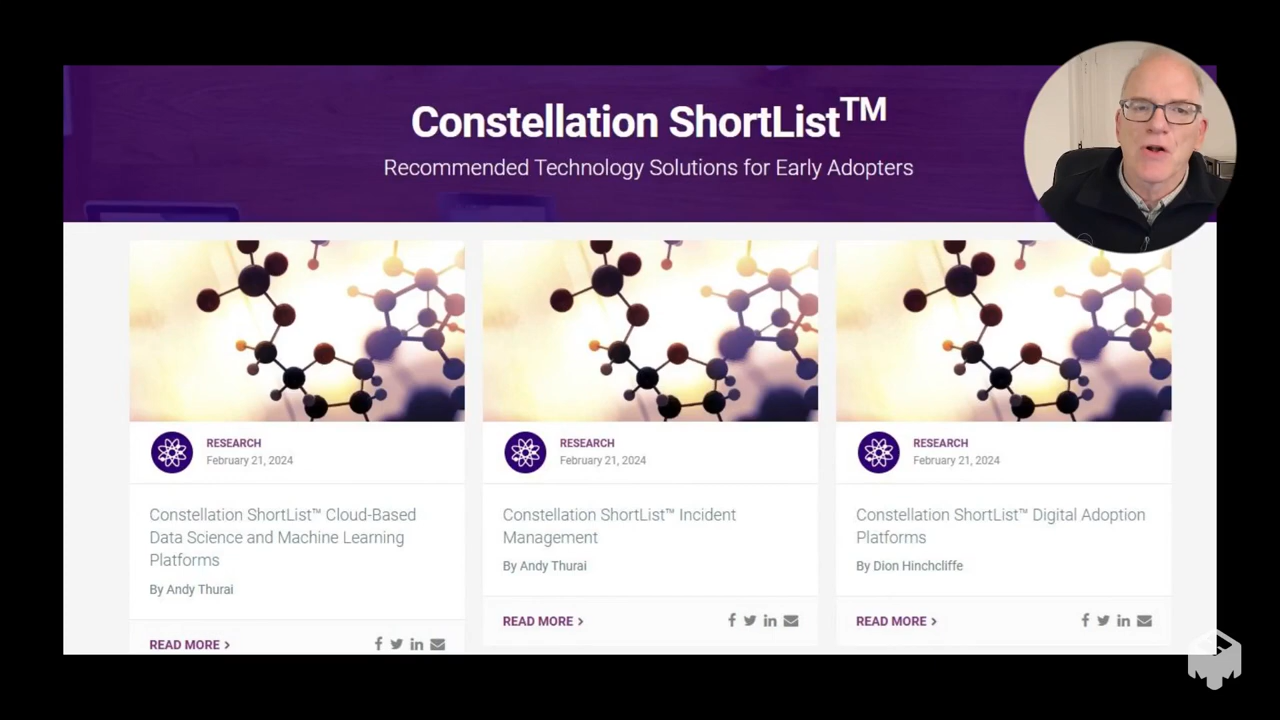 Constellation ShortList™
Recommended Technology Solutions for Early Adopters
RESEARCH
February 21, 2024
Constellation ShortList™ Cloud-Based
Data Science and Machine Learning
Platforms
By Andy Thurai
READ MORE >
RESEARCH
February 21, 2024
Constellation ShortList™ Incident
Management
By Andy Thurai
READ MORE >
RESEARCH
February 21, 2024
Constellation ShortList™ Digital Adoption
Platforms
By Dion Hinchcliffe
READ MORE >